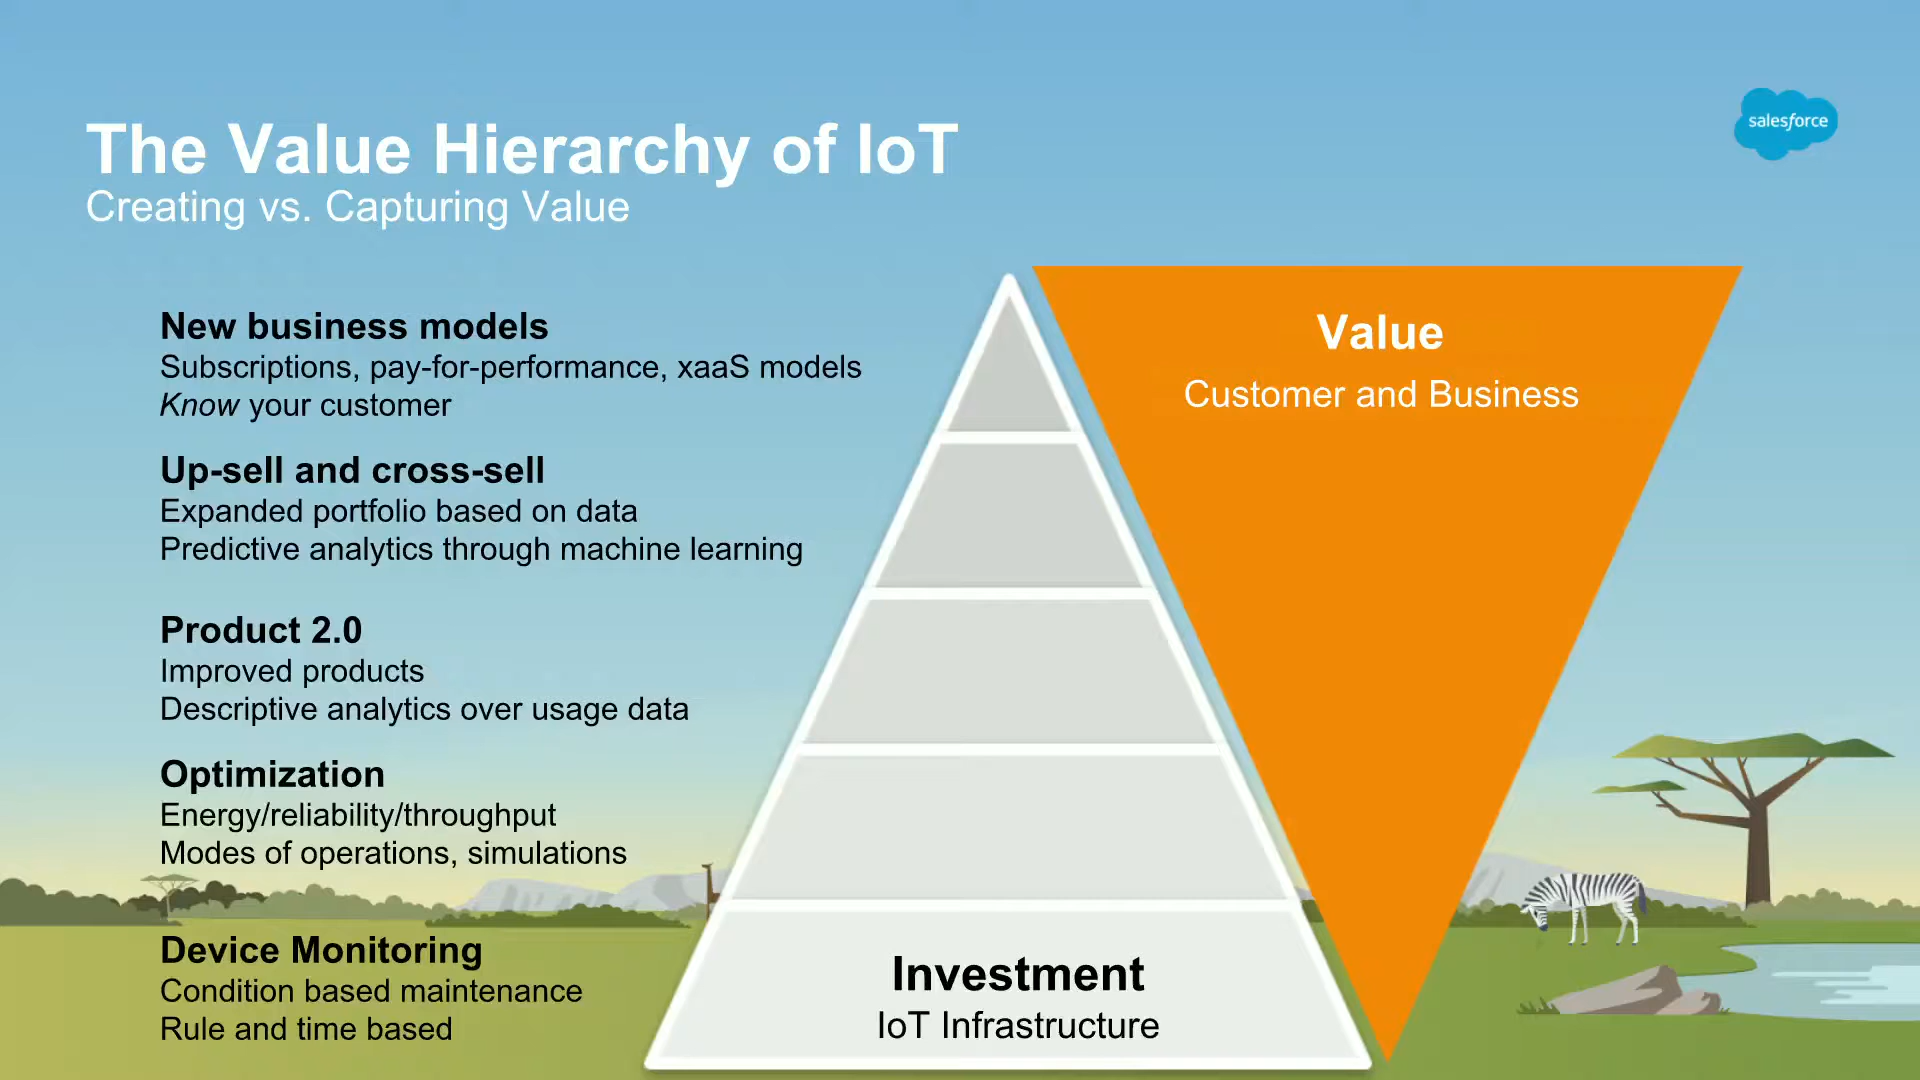 The Value Hierarchy of IoT
Creating vs. Capturing Value
salesforce
New business models
Subscriptions, pay-for-performance, xaaS models
Know your customer
Up-sell and cross-sell
Expanded portfolio based on data
Predictive analytics through machine learning
Product 2.0
Improved products
Descriptive analytics over usage data
Optimization
Energy/reliability/throughput
Modes of operations, simulations
Device Monitoring
Condition based maintenance
Rule and time based
Value
Customer and Business
Investment
IoT Infrastructure